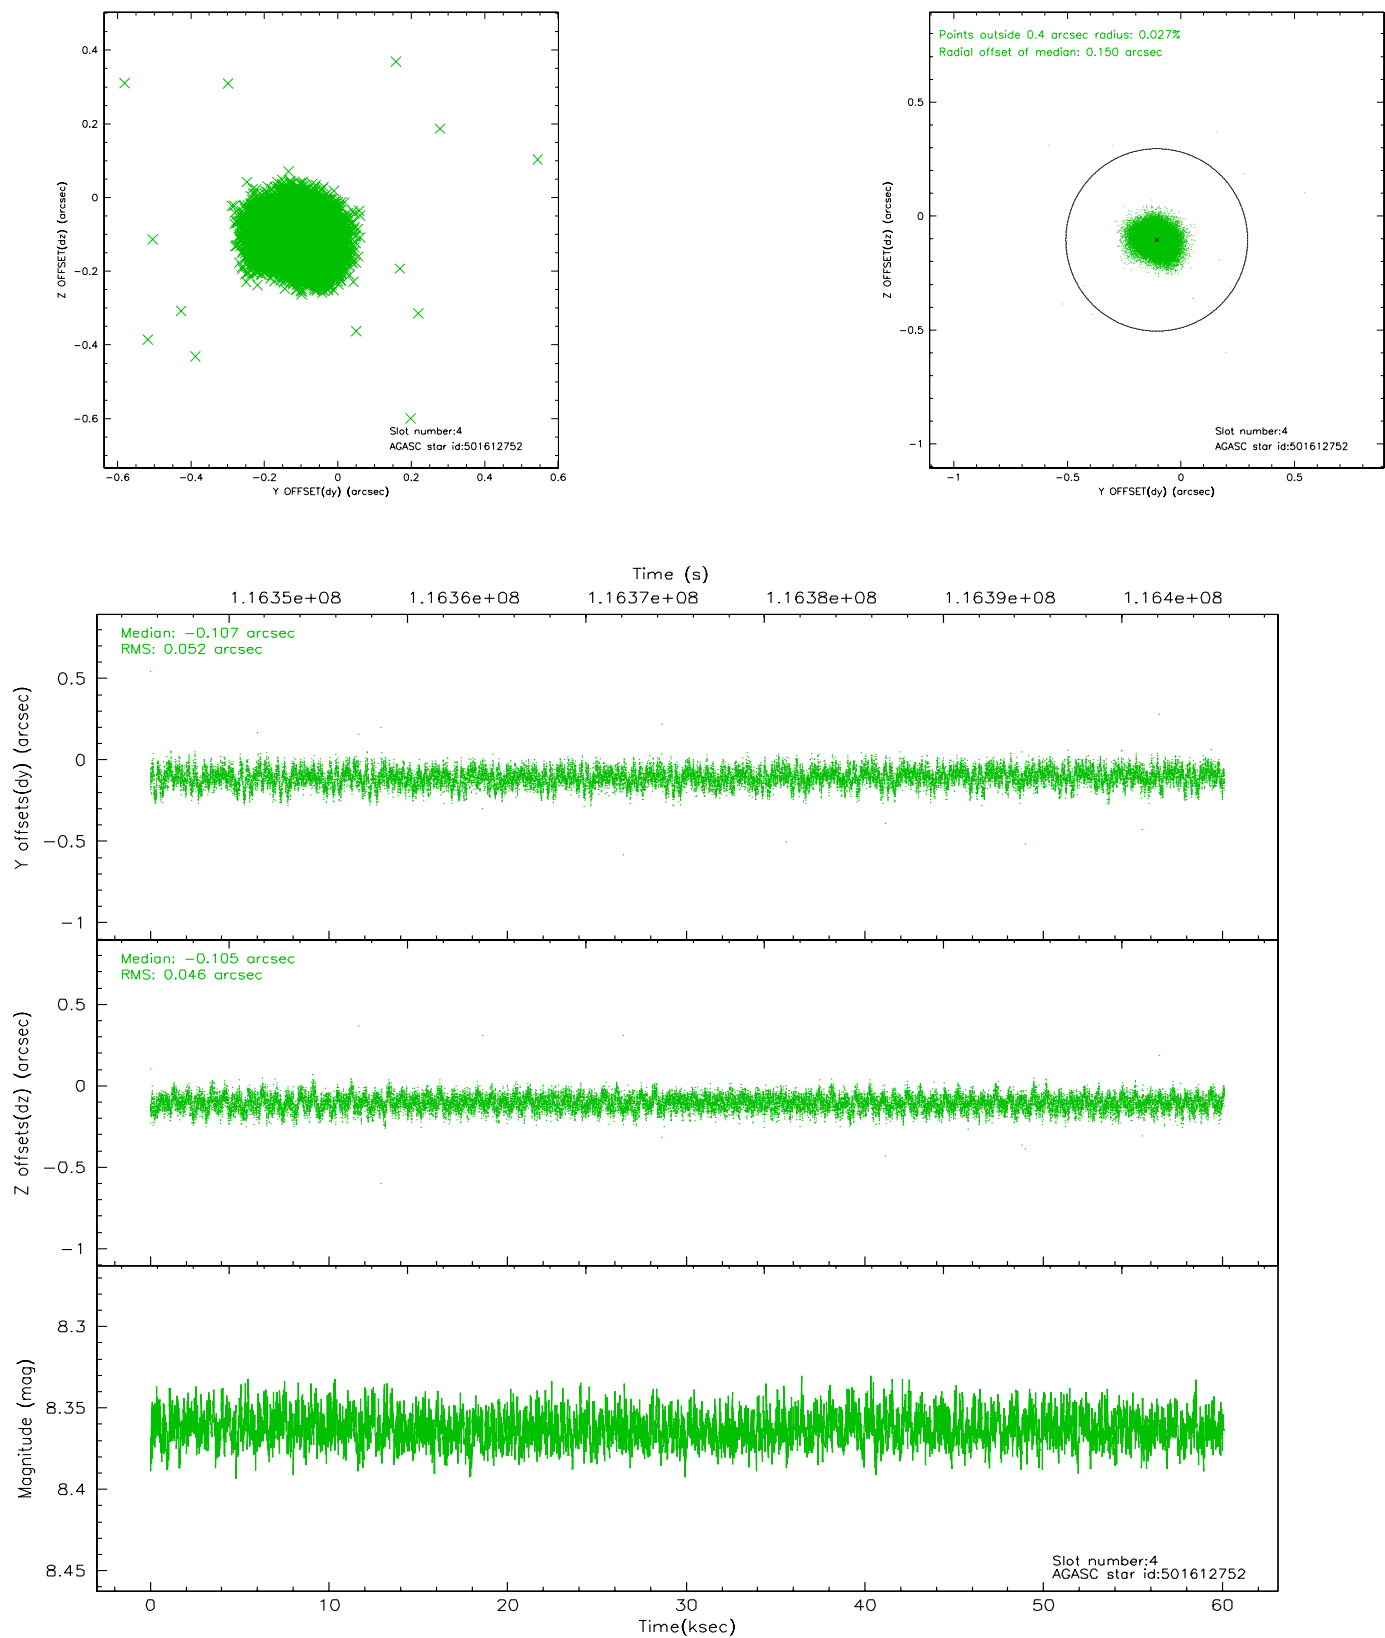 0.4
0.2
0
−0.2
−0.4
−0.6
Z OFFSET(dz) (arcsec)
Slot number:4
AGASC star id:501612752
−0.6 −0.4 −0.2 0 0.2 0.4 0.6
Y OFFSET(dy) (arcsec)
Points outside 0.4 arcsec radius: 0.027%
Radial offset of median: 0.150 arcsec
0.5
0
−0.5
−1
Z OFFSET(dz) (arcsec)
Slot number:4
AGASC star id:501612752
−1 −0.5 0 0.5
Y OFFSET(dy) (arcsec)
Time (s)
1.1635e+08 1.1636e+08 1.1637e+08 1.1638e+08 1.1639e+08 1.164e+08
Median: −0.107 arcsec
RMS: 0.052 arcsec
0.5
0
−0.5
−1
Y offsets(dy) (arcsec)
Median: −0.105 arcsec
RMS: 0.046 arcsec
0.5
0
−0.5
−1
Z offsets(dz) (arcsec)
8.3
8.35
8.4
8.45
Magnitude (mag)
Slot number:4
AGASC star id:501612752
0 10 20 30 40 50 60
Time(ksec)